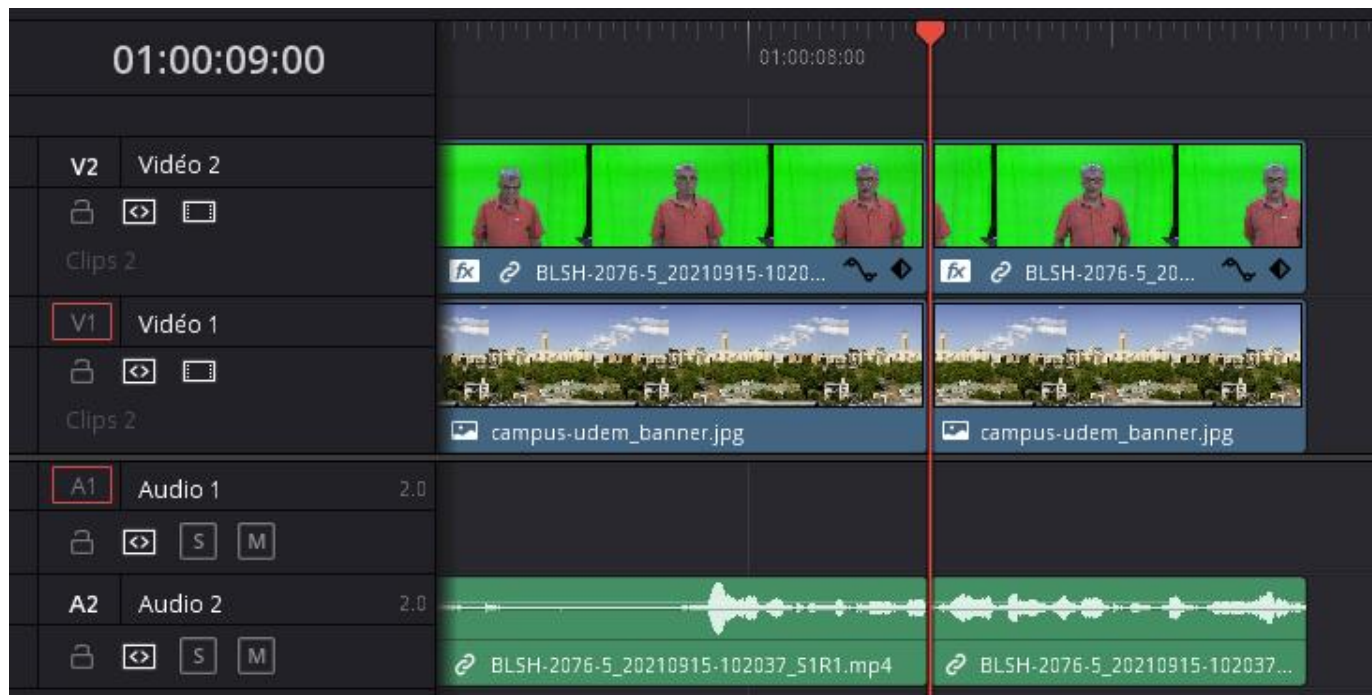 01:00:09:00
01:00:08:00
V2 Vidéo 2
Clips 2
fx BLSH-2076-5_20210915-1020...
fx BLSH-2076-5_20...
V1 Vidéo 1
Clips 2
campus-udem_banner.jpg
campus-udem_banner.jpg
A1 Audio 1 2.0
S M
A2 Audio 2 2.0
S M
BLSH-2076-5_20210915-102037_S1R1.mp4
BLSH-2076-5_20210915-102037...